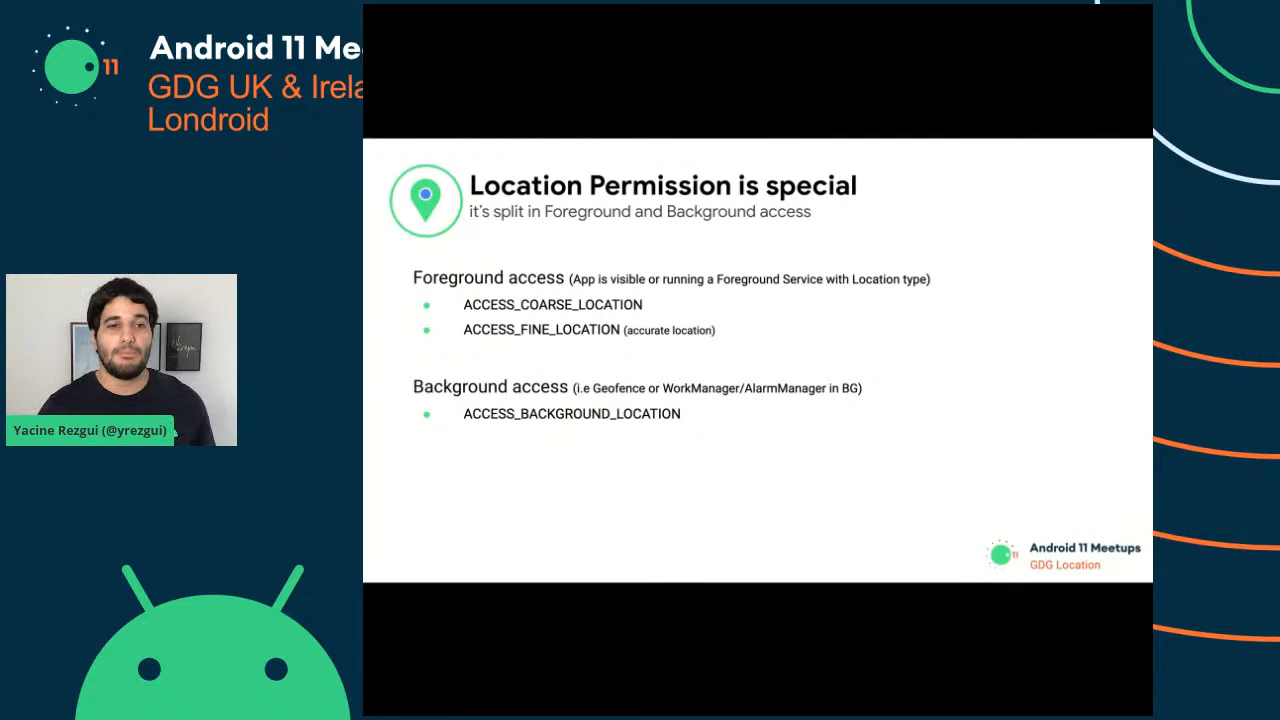 Android 11 Me
GDG UK & Irela
Londroid
11
Location Permission is special
it's split in Foreground and Background access
Foreground access (App is visible or running a Foreground Service with Location type)
ACCESS_COARSE_LOCATION
ACCESS_FINE_LOCATION (accurate location)
Background access (i.e Geofence or WorkManager/AlarmManager in BG)
ACCESS_BACKGROUND_LOCATION
Yacine Rezgui (@yrezgui)
11
Android 11 Meetups
GDG Location